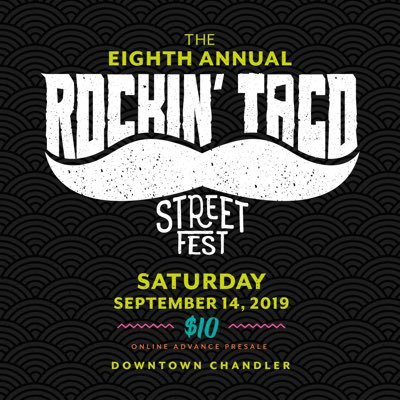 THE
EIGHTH ANNUAL
ROCKIN' TACO
STREET
FEST
SATURDAY
SEPTEMBER 14, 2019
$10
ONLINE ADVANCE PRESALE
DOWNTOWN CHANDLER